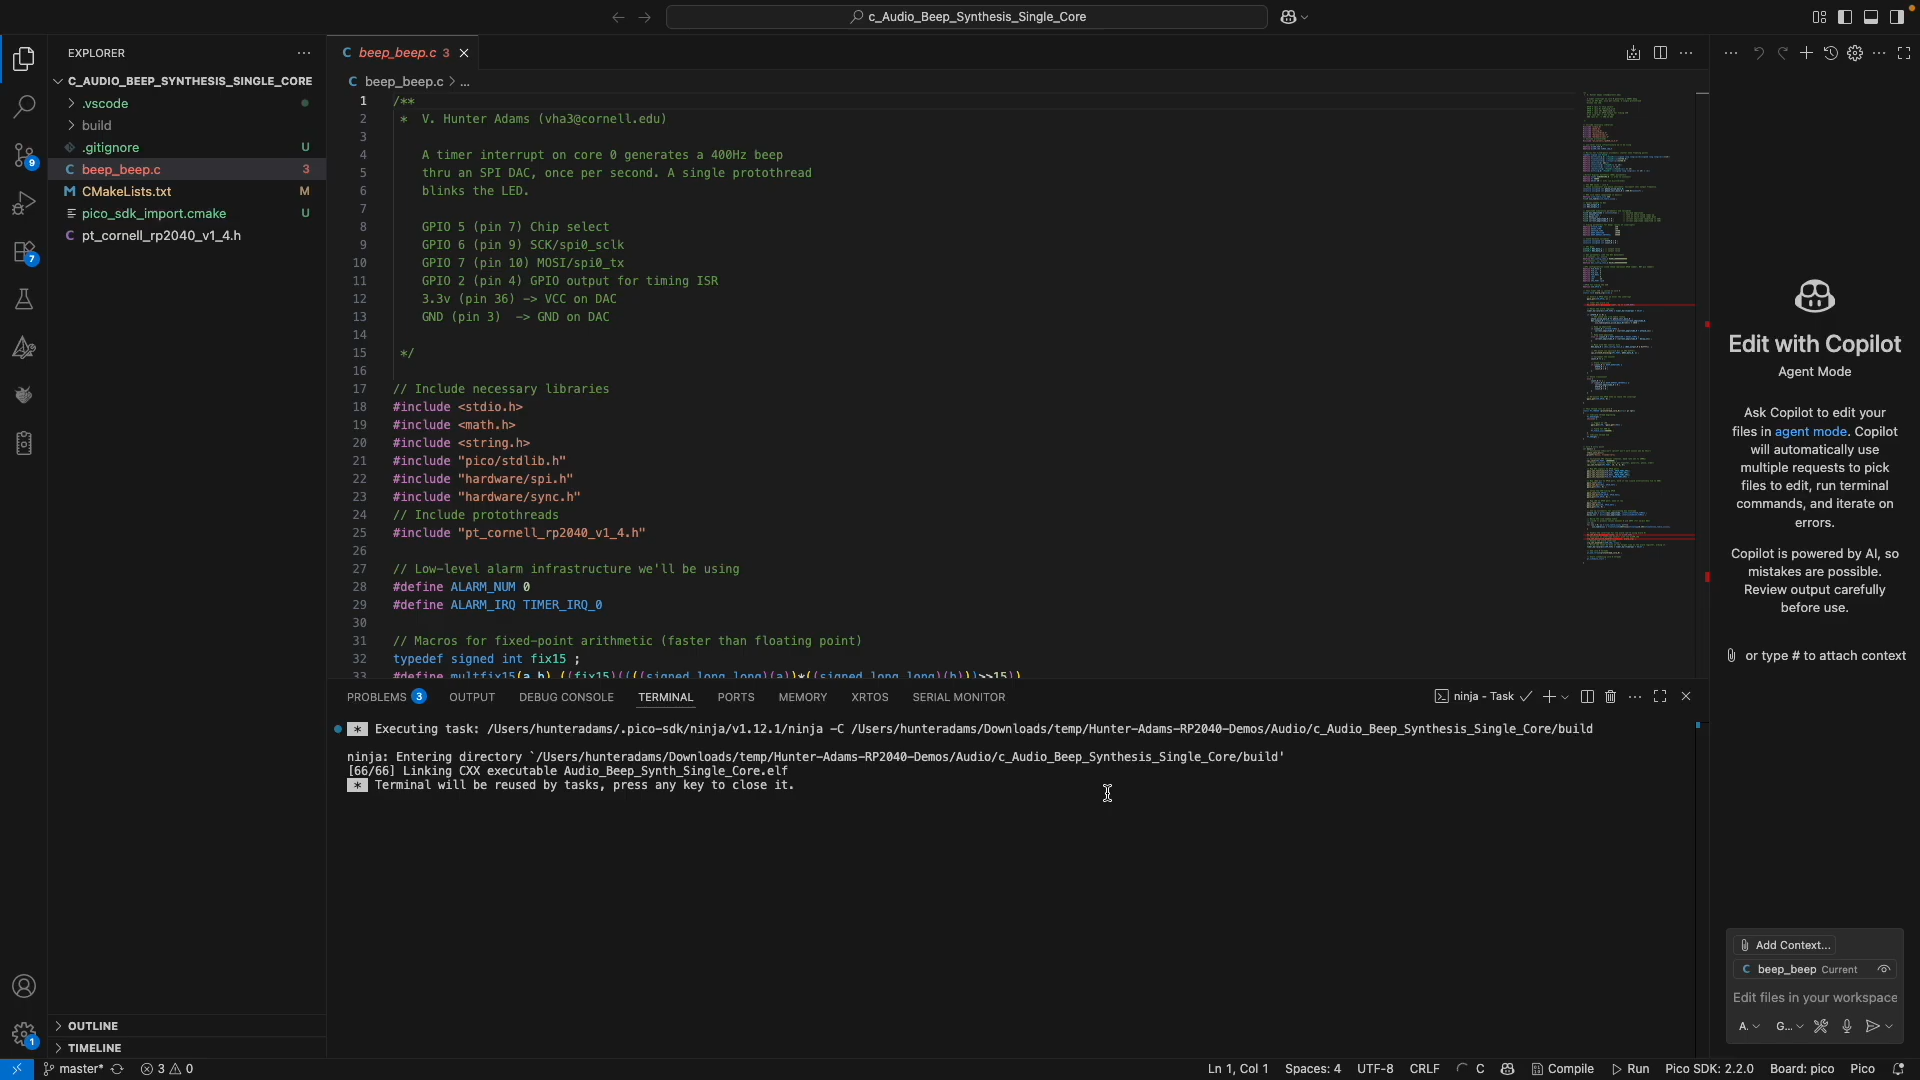 c_Audio_Beep_Synthesis_Single_Core
EXPLORER
C_AUDIO_BEEP_SYNTHESIS_SINGLE_CORE
.vscode
build
.gitignore U
C beep_beep.c 3
M CMakeLists.txt M
pico_sdk_import.cmake U
C pt_cornell_rp2040_v1_4.h
9
7
1
OUTLINE
TIMELINE
C beep_beep.c 3
C beep_beep.c > ...
1 /**
2 * V. Hunter Adams (vha3@cornell.edu)
3
4 A timer interrupt on core 0 generates a 400Hz beep
5 thru an SPI DAC, once per second. A single protothread
6 blinks the LED.
7
8 GPIO 5 (pin 7) Chip select
9 GPIO 6 (pin 9) SCK/spi0_sclk
10 GPIO 7 (pin 10) MOSI/spi0_tx
11 GPIO 2 (pin 4) GPIO output for timing ISR
12 3.3v (pin 36) -> VCC on DAC
13 GND (pin 3)  -> GND on DAC
14
15 */
16
17 // Include necessary libraries
18 #include <stdio.h>
19 #include <math.h>
20 #include <string.h>
21 #include "pico/stdlib.h"
22 #include "hardware/spi.h"
23 #include "hardware/sync.h"
24 // Include protothreads
25 #include "pt_cornell_rp2040_v1_4.h"
26
27 // Low-level alarm infrastructure we'll be using
28 #define ALARM_NUM 0
29 #define ALARM_IRQ TIMER_IRQ_0
30
31 // Macros for fixed-point arithmetic (faster than floating point)
32 typedef signed int fix15 ;
33 #define multfix15(a,b) ((fix15)((((signed long long)(a))*((signed long long)(b)))>>15))
PROBLEMS 3 OUTPUT DEBUG CONSOLE TERMINAL PORTS MEMORY XRTOS SERIAL MONITOR
ninja - Task
* Executing task: /Users/hunteradams/.pico-sdk/ninja/v1.12.1/ninja -C /Users/hunteradams/Downloads/temp/Hunter-Adams-RP2040-Demos/Audio/c_Audio_Beep_Synthesis_Single_Core/build
ninja: Entering directory `/Users/hunteradams/Downloads/temp/Hunter-Adams-RP2040-Demos/Audio/c_Audio_Beep_Synthesis_Single_Core/build'
[66/66] Linking CXX executable Audio_Beep_Synth_Single_Core.elf
* Terminal will be reused by tasks, press any key to close it.
Edit with Copilot
Agent Mode
Ask Copilot to edit your
files in agent mode. Copilot
will automatically use
multiple requests to pick
files to edit, run terminal
commands, and iterate on
errors.
Copilot is powered by AI, so
mistakes are possible.
Review output carefully
before use.
or type # to attach context
Add Context...
C beep_beep Current
Edit files in your workspace
A. G...
master* 3 0
Ln 1, Col 1 Spaces: 4 UTF-8 CRLF C Compile Run Pico SDK: 2.2.0 Board: pico Pico